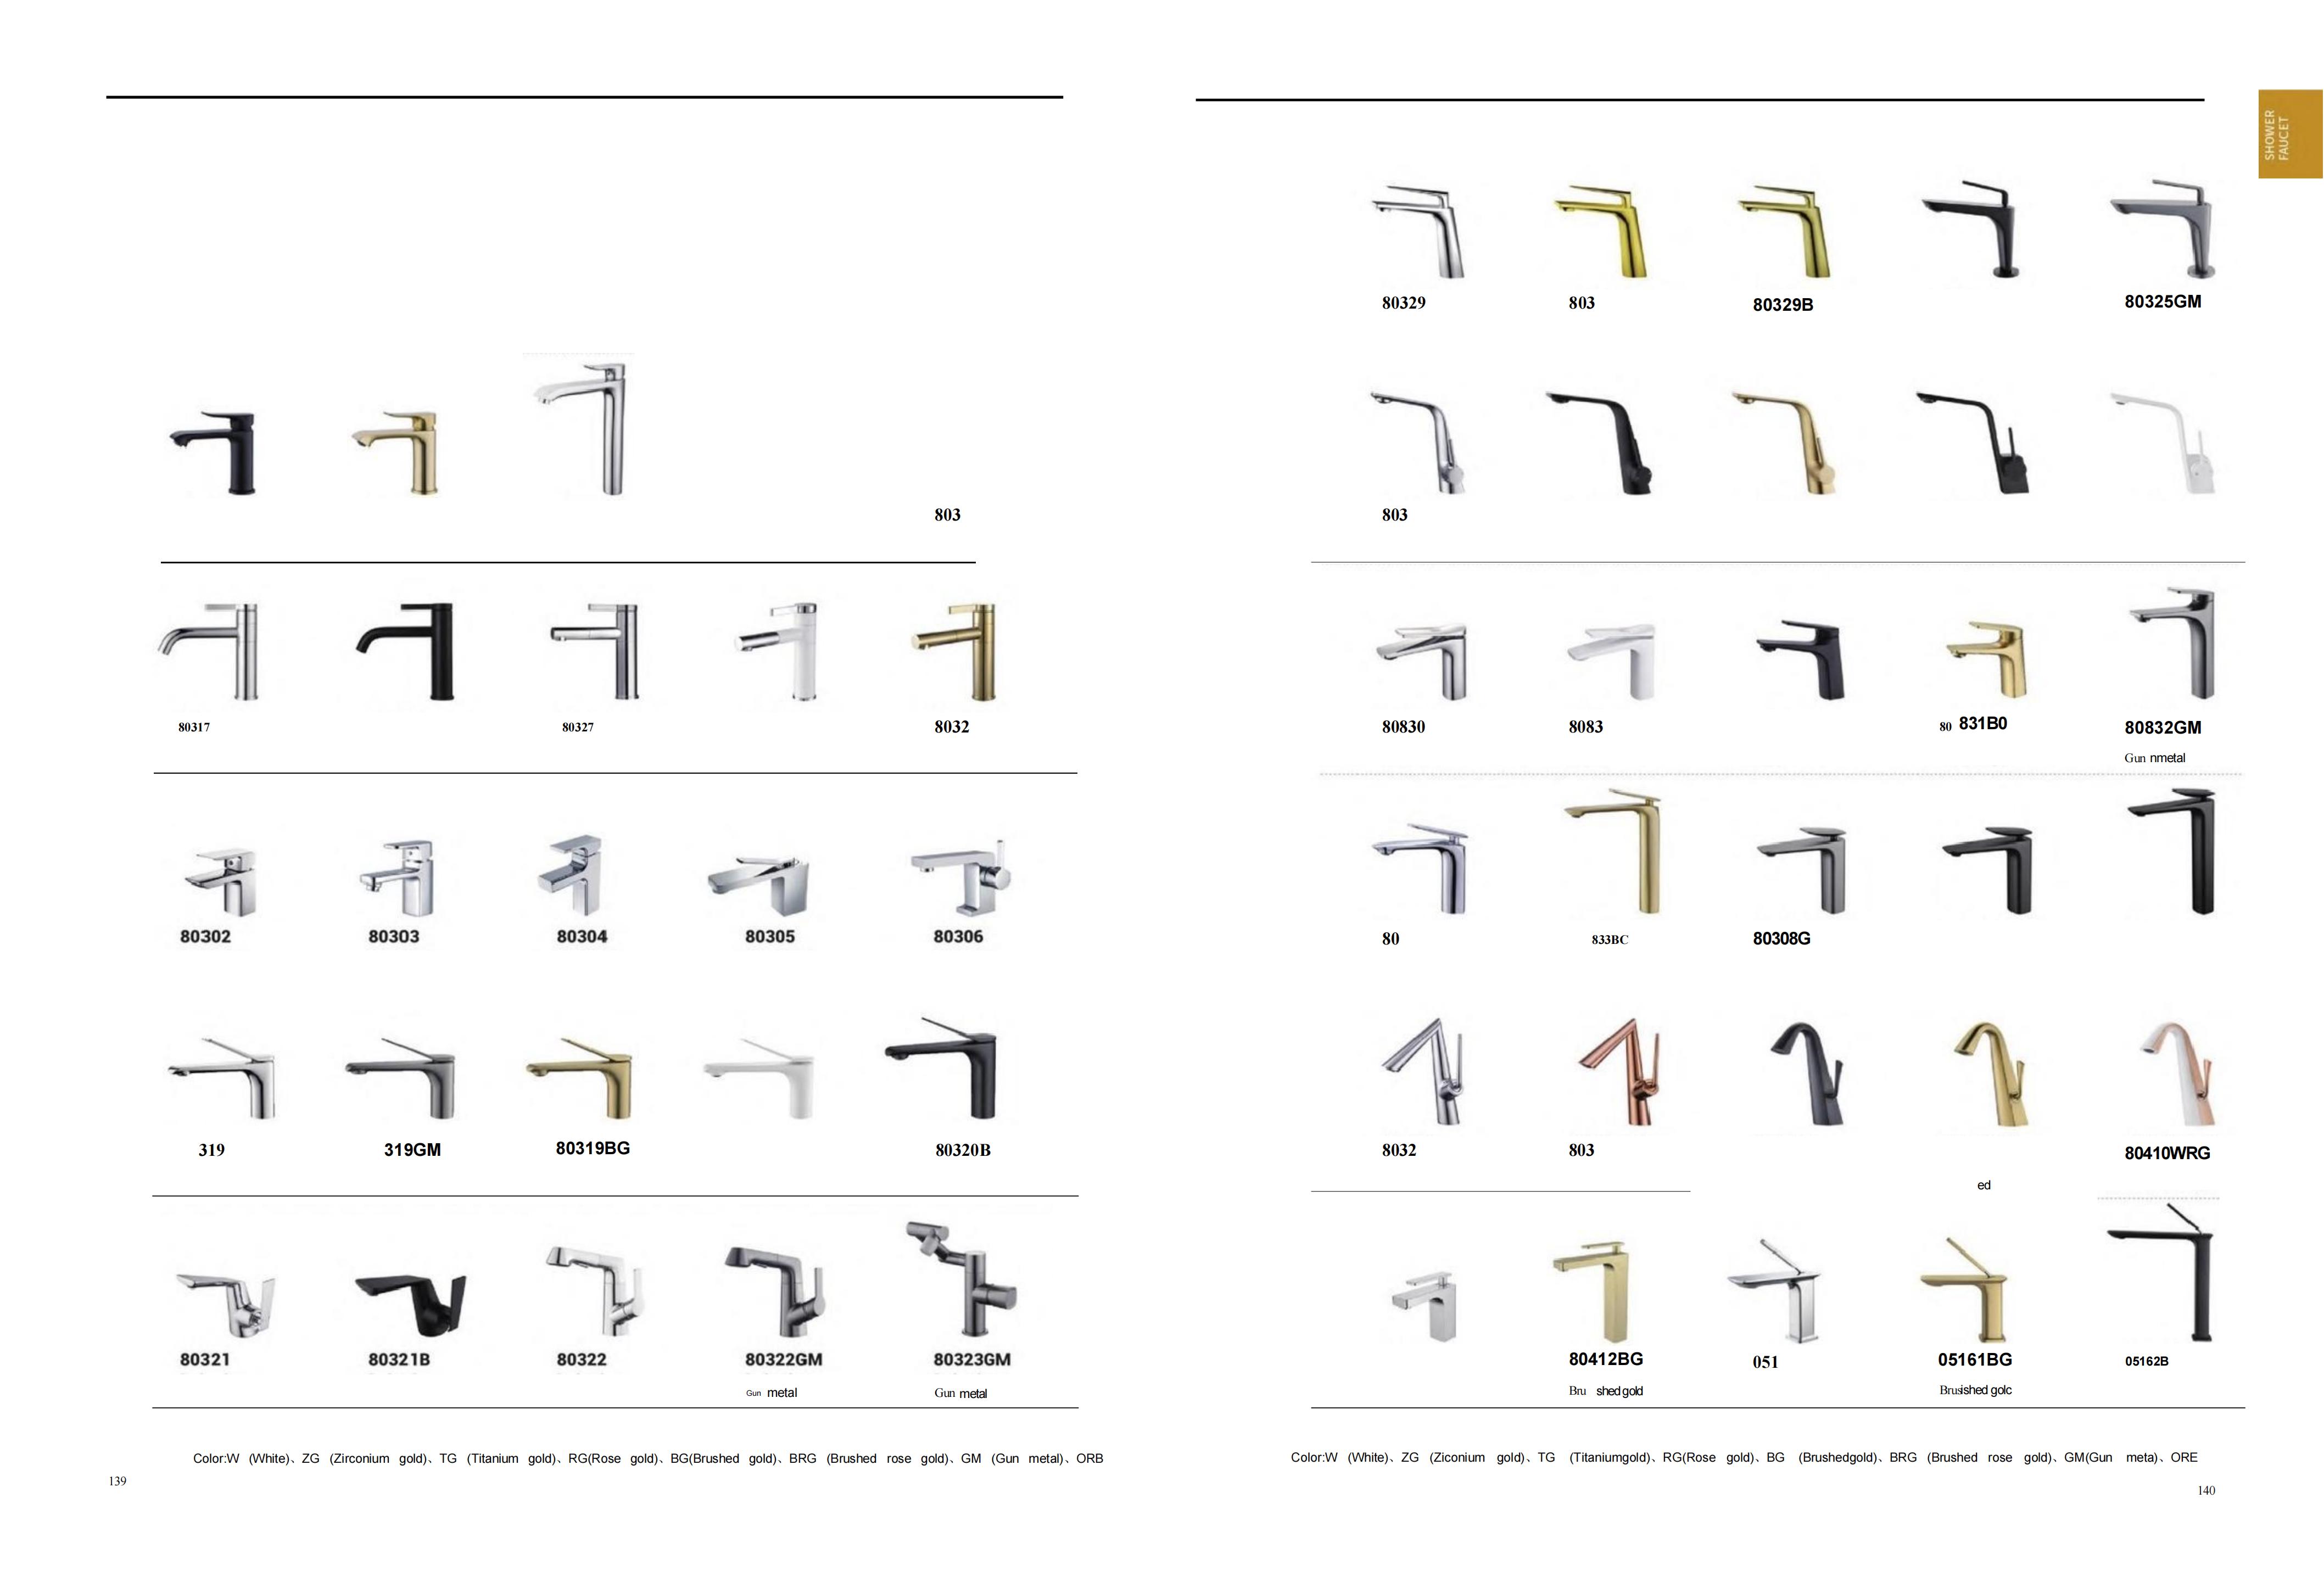 803
80317 80327 8032
80302 80303 80304 80305 80306
319 319GM 80319BG 80320B
80321 80321B 80322 80322GM 80323GM
Gun metal Gun metal
Color:W (White)、ZG (Zirconium gold)、TG (Titanium gold)、RG(Rose gold)、BG(Brushed gold)、BRG (Brushed rose gold)、GM (Gun metal)、ORB
139
SHOWER
FAUCET
80329 803 80329B 80325GM
803
80830 8083 80 831B0 80832GM
Gun nmetal
80 833BC 80308G
8032 803 80410WRG
ed
80412BG 051 05161BG 05162B
Bru shed gold Brusished golc
Color:W (White)、ZG (Ziconium gold)、TG (Titaniumgold)、RG(Rose gold)、BG (Brushedgold)、BRG (Brushed rose gold)、GM(Gun meta)、ORE
140